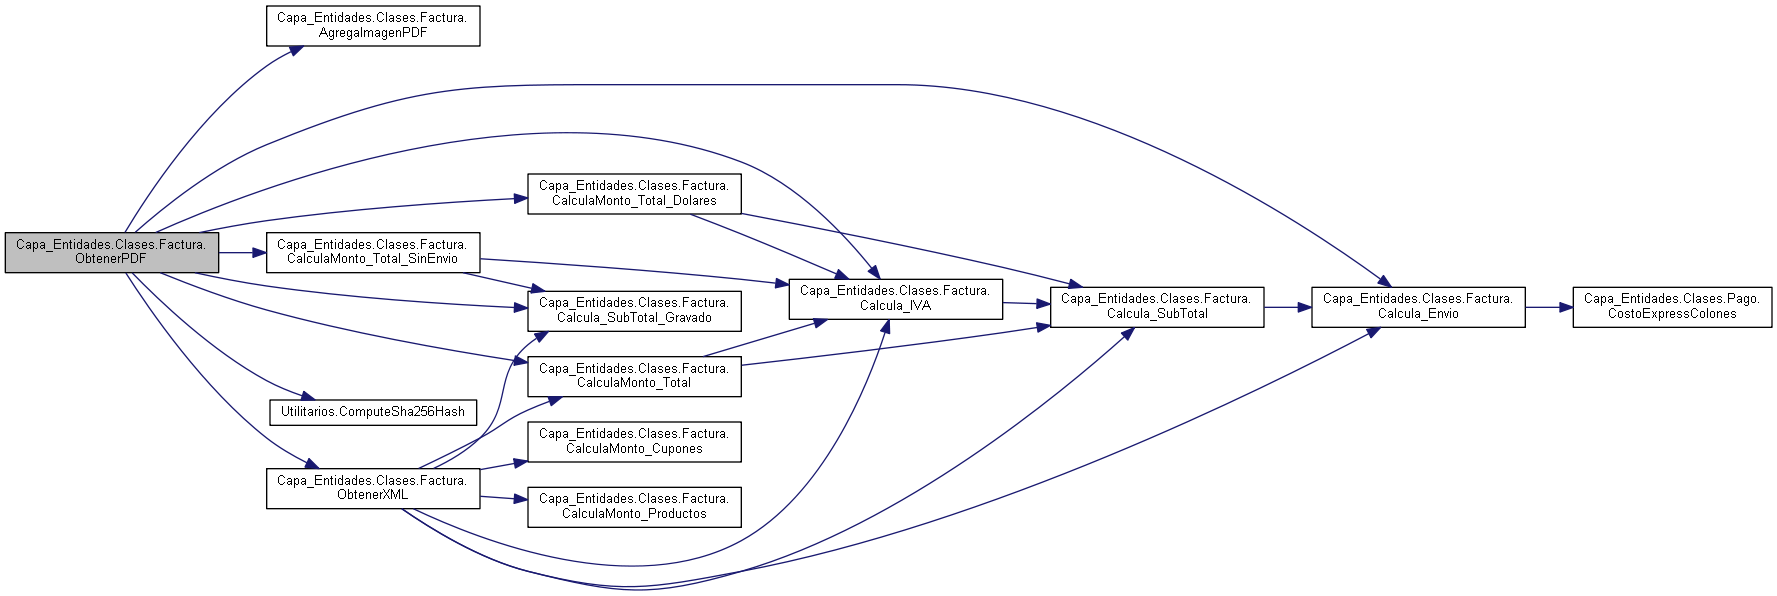 Capa_Entidades.Clases.Factura.
AgregaImagenPDF
Capa_Entidades.Clases.Factura.
ObtenerPDF
Capa_Entidades.Clases.Factura.
CalculaMonto_Total_SinEnvio
Utilitarios.ComputeSha256Hash
Capa_Entidades.Clases.Factura.
ObtenerXML
Capa_Entidades.Clases.Factura.
CalculaMonto_Total_Dolares
Capa_Entidades.Clases.Factura.
Calcula_SubTotal_Gravado
Capa_Entidades.Clases.Factura.
CalculaMonto_Total
Capa_Entidades.Clases.Factura.
CalculaMonto_Cupones
Capa_Entidades.Clases.Factura.
CalculaMonto_Productos
Capa_Entidades.Clases.Factura.
Calcula_IVA
Capa_Entidades.Clases.Factura.
Calcula_SubTotal
Capa_Entidades.Clases.Factura.
Calcula_Envio
Capa_Entidades.Clases.Pago.
CostoExpressColones